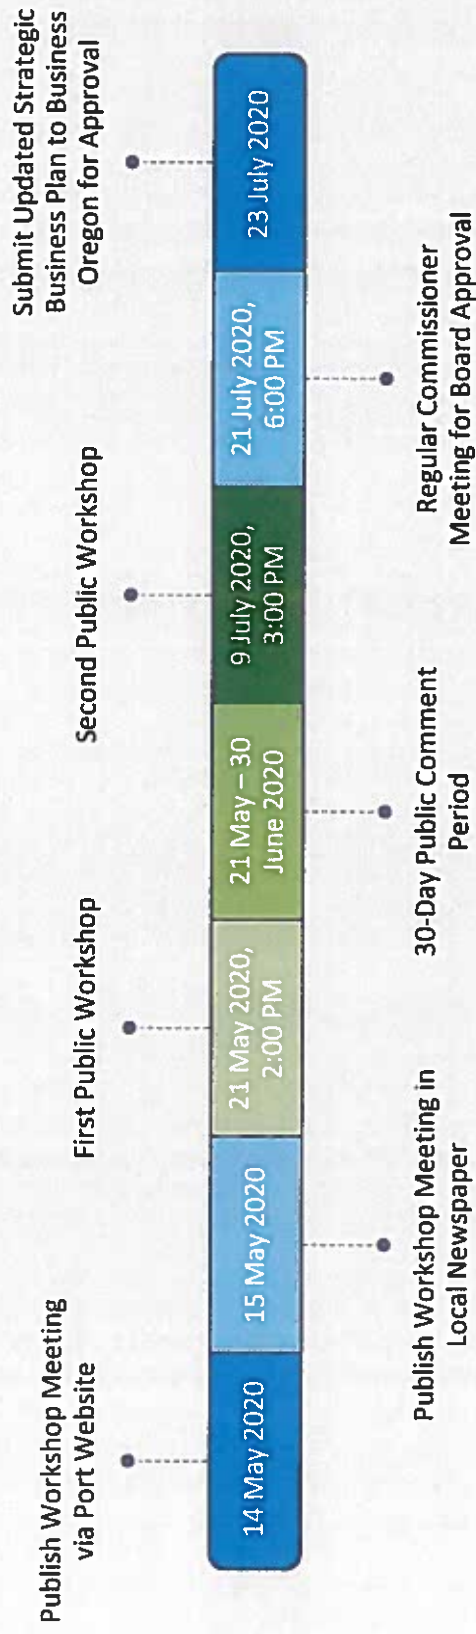 Publish Workshop Meeting
via Port Website
14 May 2020
15 May 2020
Publish Workshop Meeting in
Local Newspaper
First Public Workshop
21 May 2020,
2:00 PM
21 May – 30
June 2020
30-Day Public Comment
Period
Second Public Workshop
9 July 2020,
3:00 PM
21 July 2020,
6:00 PM
Regular Commissioner
Meeting for Board Approval
Submit Updated Strategic
Business Plan to Business
Oregon for Approval
23 July 2020